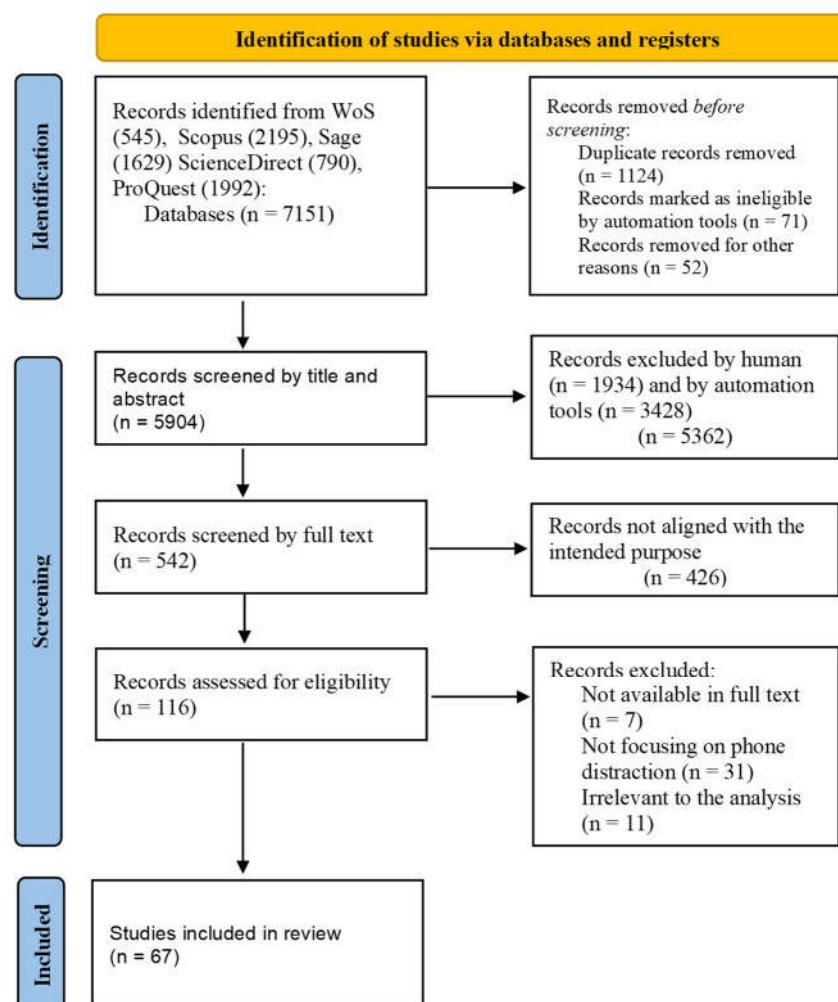 Identification of studies via databases and registers
Identification
Records identified from WoS
(545), Scopus (2195), Sage
(1629) ScienceDirect (790),
ProQuest (1992):
Databases (n = 7151)
Records removed before
screening:
Duplicate records removed
(n = 1124)
Records marked as ineligible
by automation tools (n = 71)
Records removed for other
reasons (n = 52)
Screening
Records screened by title and
abstract
(n = 5904)
Records excluded by human
(n = 1934) and by automation
tools (n = 3428)
(n = 5362)
Records screened by full text
(n = 542)
Records not aligned with the
intended purpose
(n = 426)
Records assessed for eligibility
(n = 116)
Records excluded:
Not available in full text
(n = 7)
Not focusing on phone
distraction (n = 31)
Irrelevant to the analysis
(n = 11)
Included
Studies included in review
(n = 67)